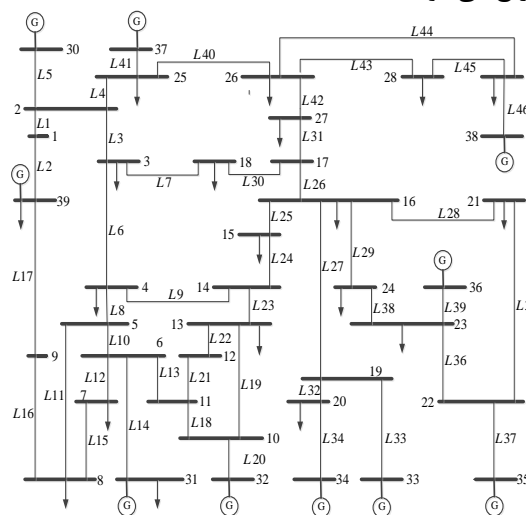 G G
30 37 L44
L5 L41 L40 L43 L45
L4 25 26 28
2 L42 L46
L1 27
1 L3 L31 38
G L2 3 18 17 G
L7 L30
39 L26 16 21
L25 L28
15
L6 L24 L27 L29 G
L17 4 14 24 36
L8 L9 L23 L38 L39
5 13 23
L10 6 L22
9 12 L36
L12 L13 L21 L19 19
L11 7 11 L32 20 22
L16 L18
L15 L14 10 L34 L33 L37
L20
8 31 32 34 33 35
G G G G G